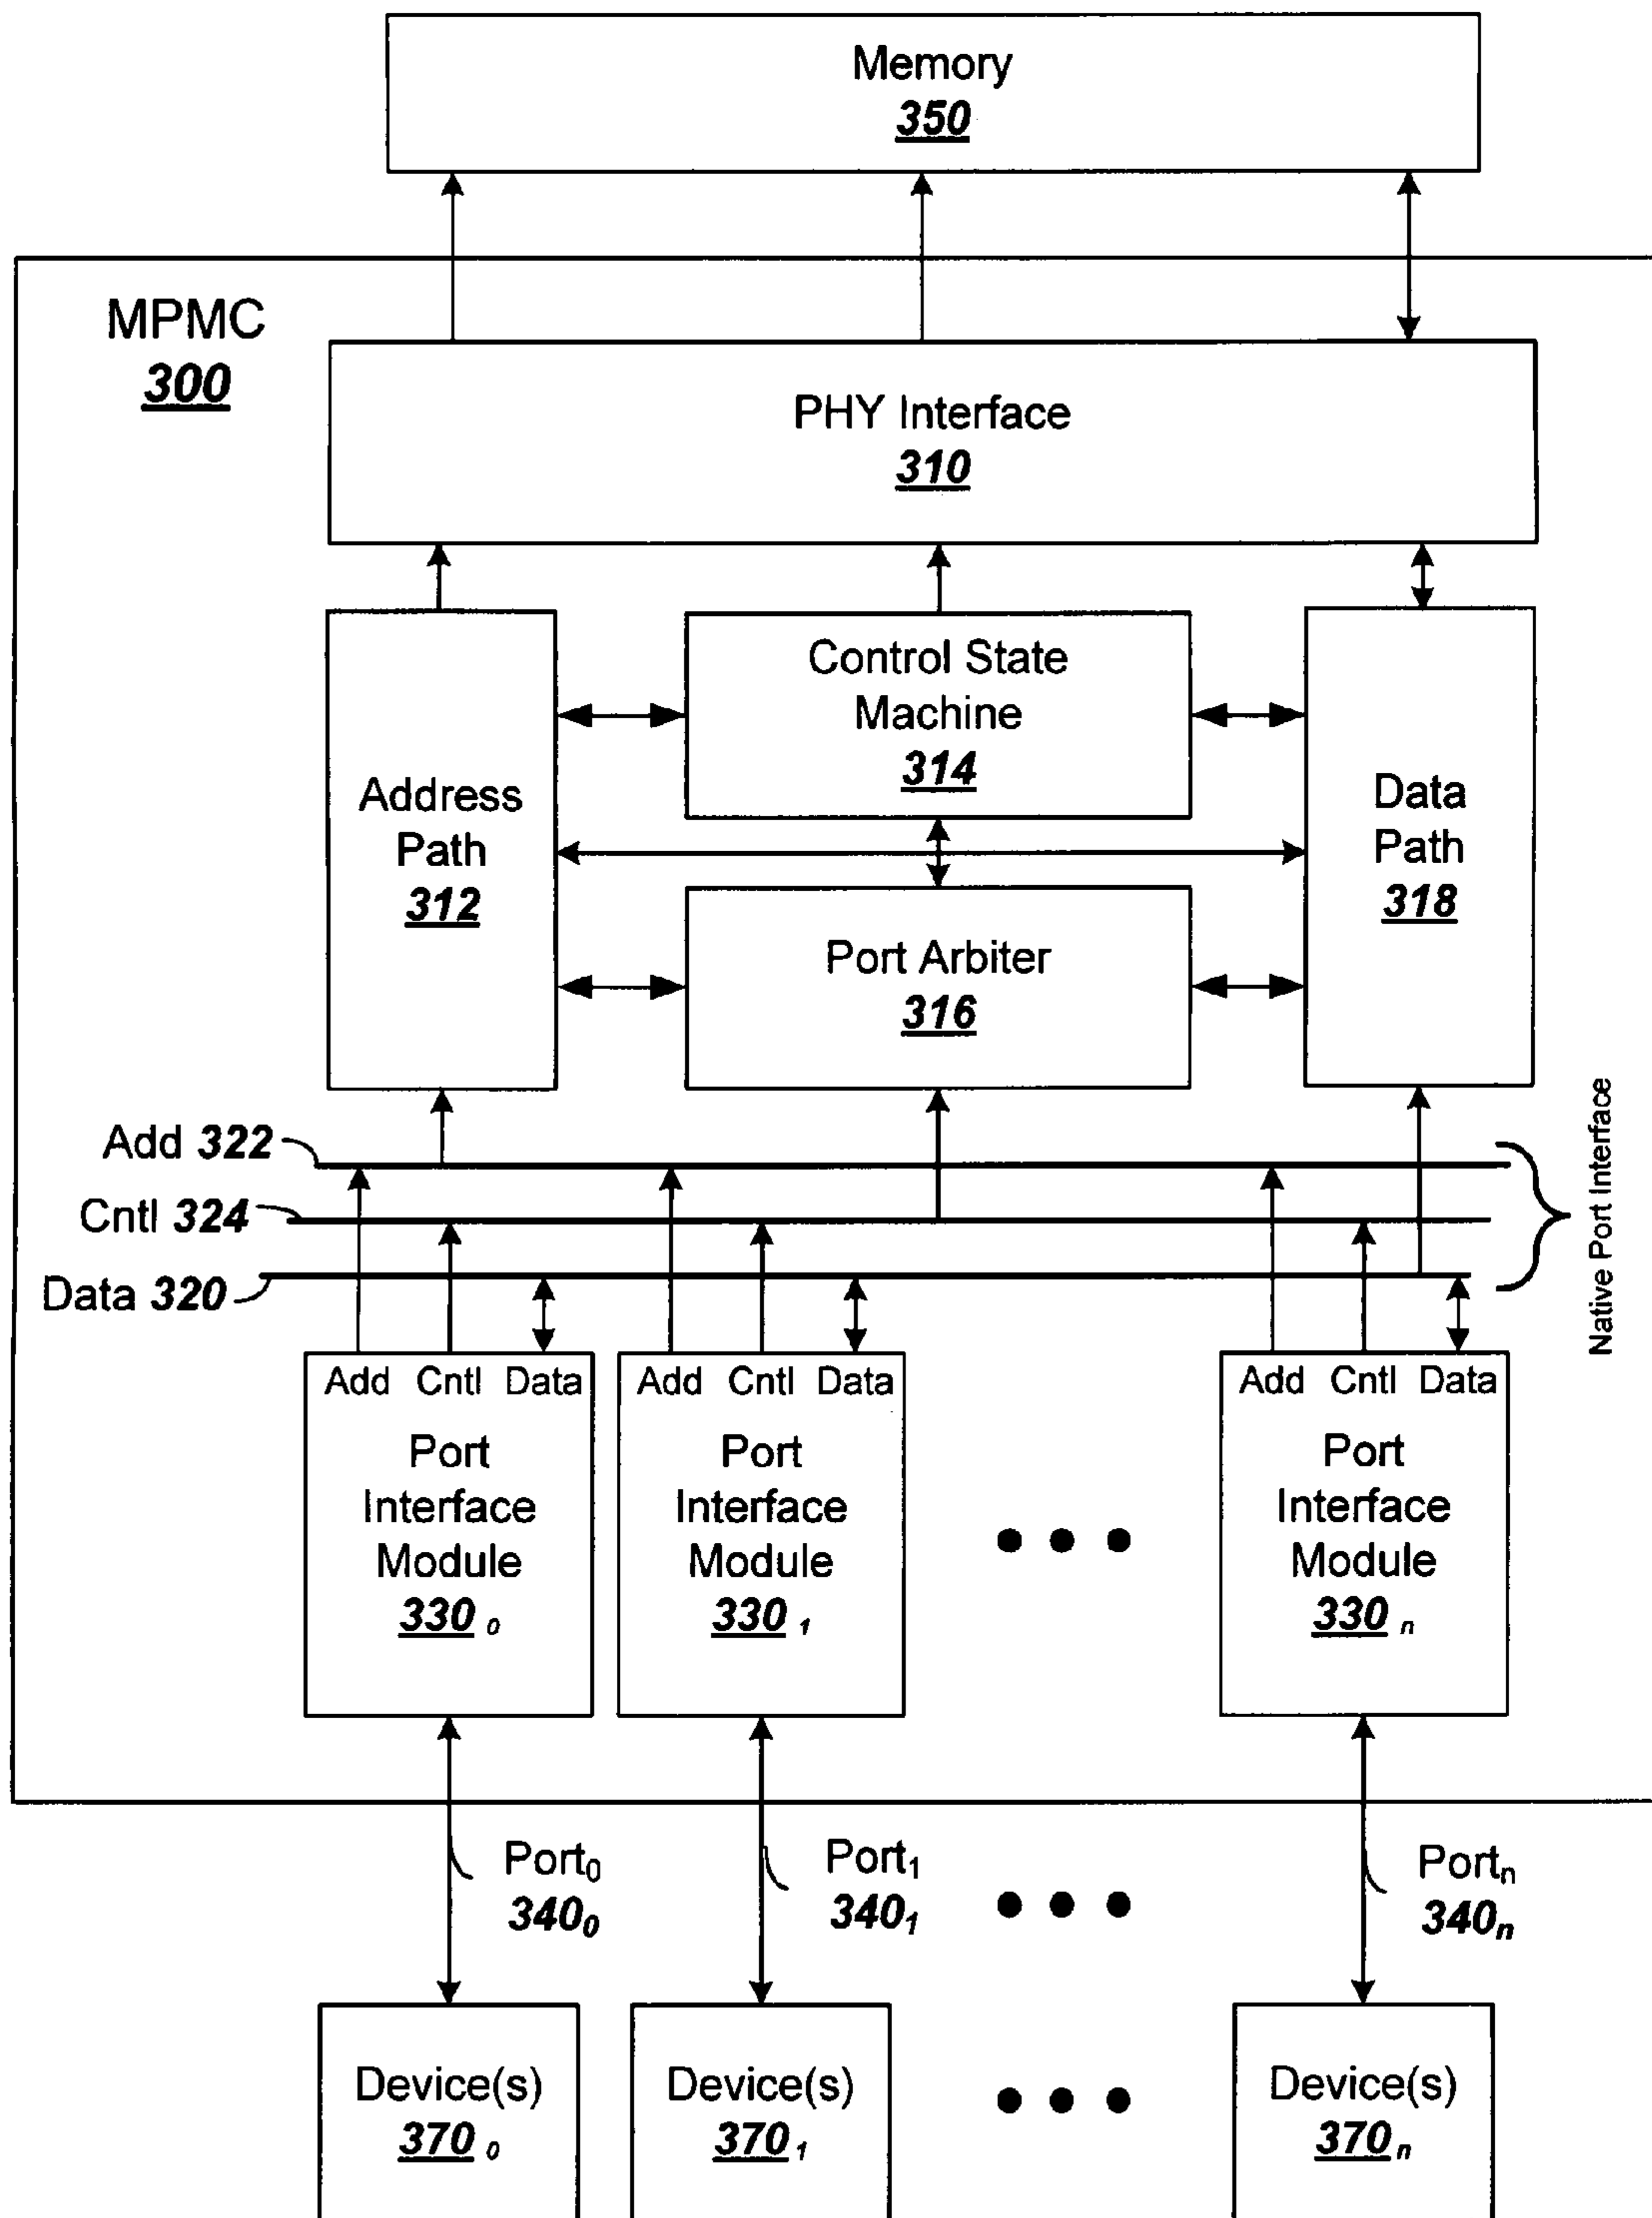 Memory
350
MPMC
300
PHY Interface
310
Control State
Machine
314
Address
Path
312
Data
Path
318
Port Arbiter
316
Add 322
Cntl 324
Data 320
Native Port Interface
Add Cntl Data
Port
Interface
Module
330 0
Add Cntl Data
Port
Interface
Module
330 1
Add Cntl Data
Port
Interface
Module
330 n
Port0
3400
Port1
3401
Portn
340n
Device(s)
370 0
Device(s)
370 1
Device(s)
370 n